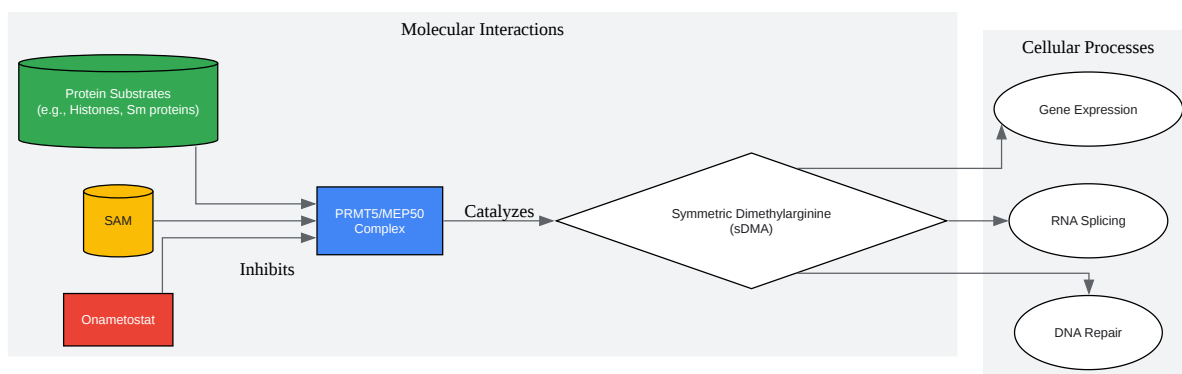 Molecular Interactions
Cellular Processes
Protein Substrates
(e.g., Histones, Sm proteins)
Gene Expression
SAM
PRMT5/MEP50
Complex
Catalyzes
Symmetric Dimethylarginine
(sDMA)
RNA Splicing
Inhibits
Onametostat
DNA Repair